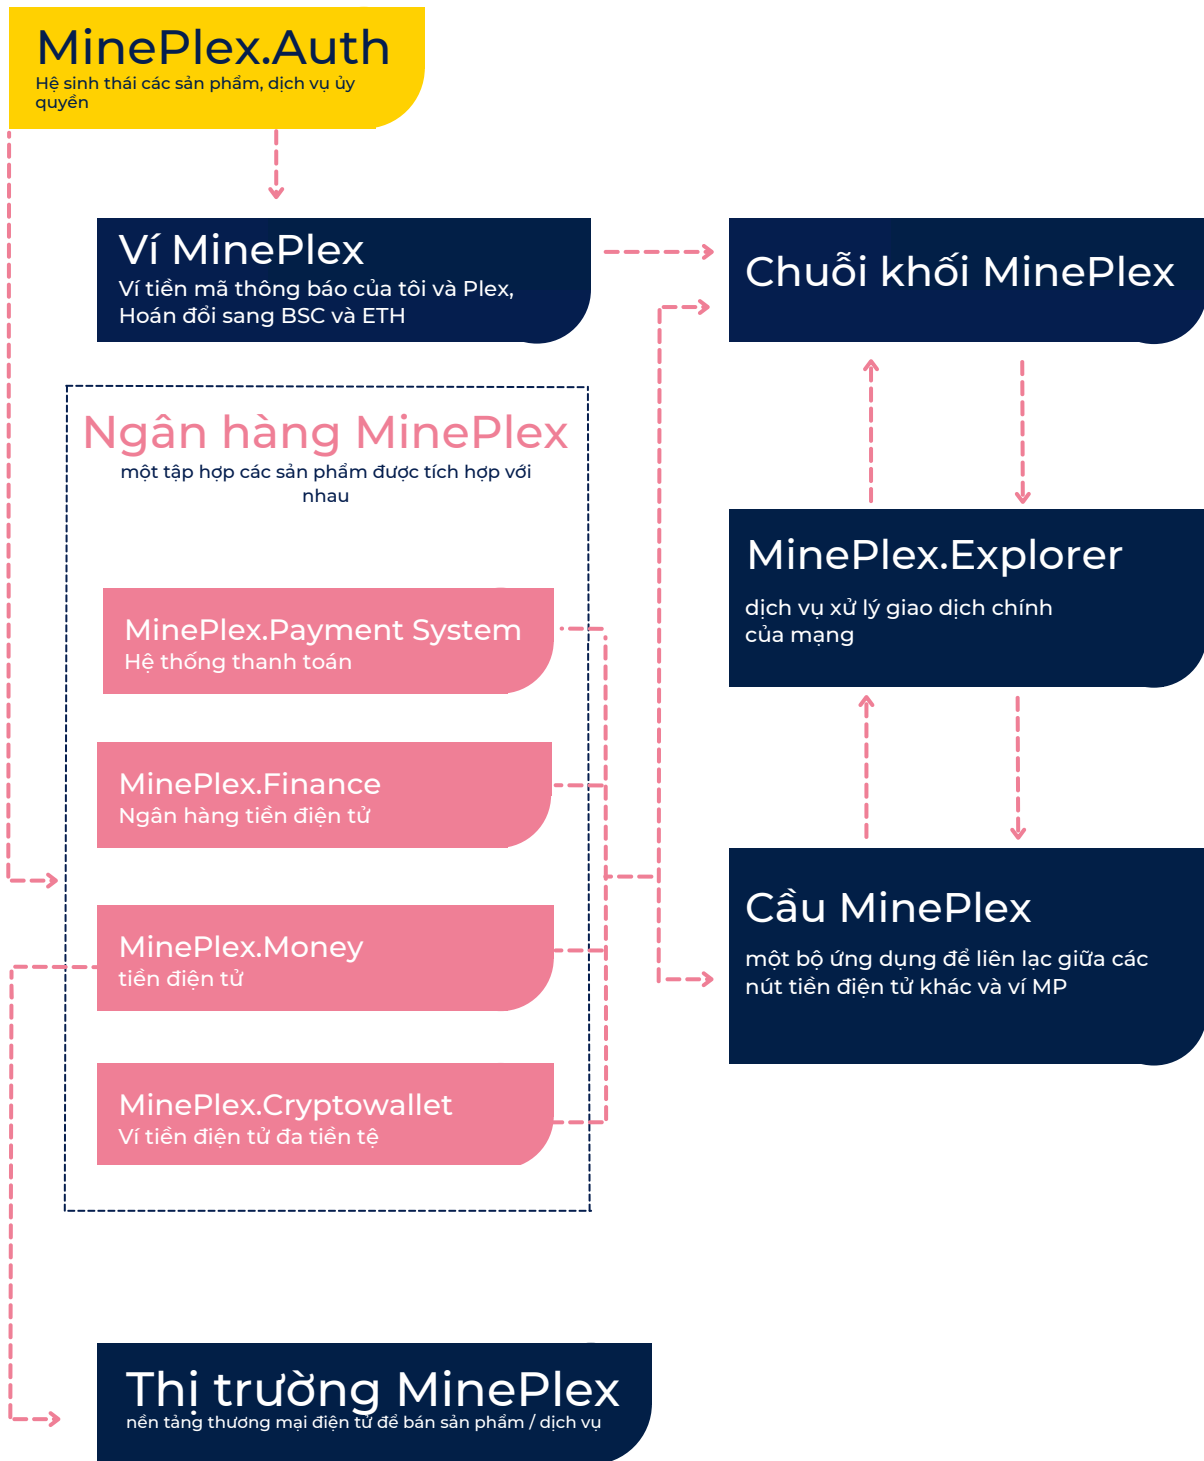 MinePlex.Auth
Hệ sinh thái các sản phẩm, dịch vụ ủy
quyền
Ví MinePlex
Ví tiền mã thông báo của tôi và Plex,
Hoán đổi sang BSC và ETH
Chuỗi khối MinePlex
Ngân hàng MinePlex
một tập hợp các sản phẩm được tích hợp với
nhau
MinePlex.Explorer
dịch vụ xử lý giao dịch chính
của mạng
MinePlex.Payment System
Hệ thống thanh toán
MinePlex.Finance
Ngân hàng tiền điện tử
Cầu MinePlex
một bộ ứng dụng để liên lạc giữa các
nút tiền điện tử khác và ví MP
MinePlex.Money
tiền điện tử
MinePlex.Cryptowallet
Ví tiền điện tử đa tiền tệ
Thị trường MinePlex
nền tảng thương mại điện tử để bán sản phẩm / dịch vụ